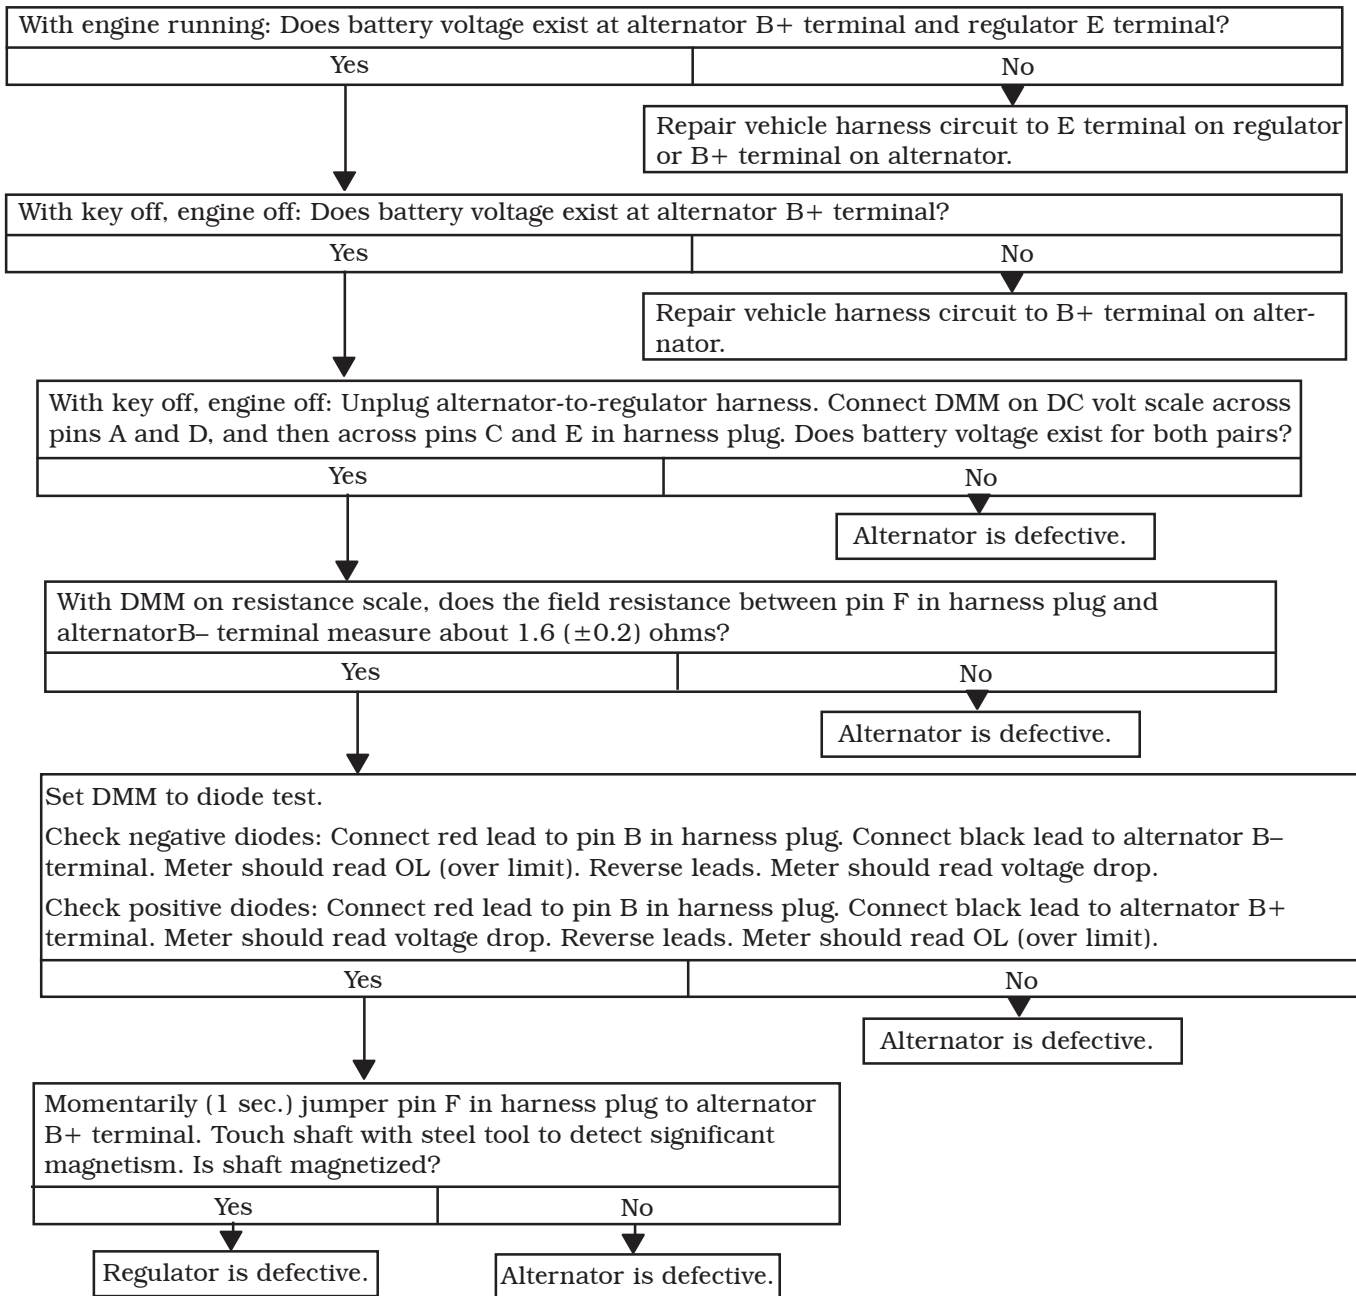 With engine running: Does battery voltage exist at alternator B+ terminal and regulator E terminal?
Yes
No
Repair vehicle harness circuit to E terminal on regulator
or B+ terminal on alternator.
With key off, engine off: Does battery voltage exist at alternator B+ terminal?
Yes
No
Repair vehicle harness circuit to B+ terminal on alter-
nator.
With key off, engine off: Unplug alternator-to-regulator harness. Connect DMM on DC volt scale across
pins A and D, and then across pins C and E in harness plug. Does battery voltage exist for both pairs?
Yes
No
Alternator is defective.
With DMM on resistance scale, does the field resistance between pin F in harness plug and
alternatorB– terminal measure about 1.6 (±0.2) ohms?
Yes
No
Alternator is defective.
Set DMM to diode test.
Check negative diodes: Connect red lead to pin B in harness plug. Connect black lead to alternator B–
terminal. Meter should read OL (over limit). Reverse leads. Meter should read voltage drop.
Check positive diodes: Connect red lead to pin B in harness plug. Connect black lead to alternator B+
terminal. Meter should read voltage drop. Reverse leads. Meter should read OL (over limit).
Yes
No
Alternator is defective.
Momentarily (1 sec.) jumper pin F in harness plug to alternator
B+ terminal. Touch shaft with steel tool to detect significant
magnetism. Is shaft magnetized?
Yes
No
Regulator is defective.
Alternator is defective.